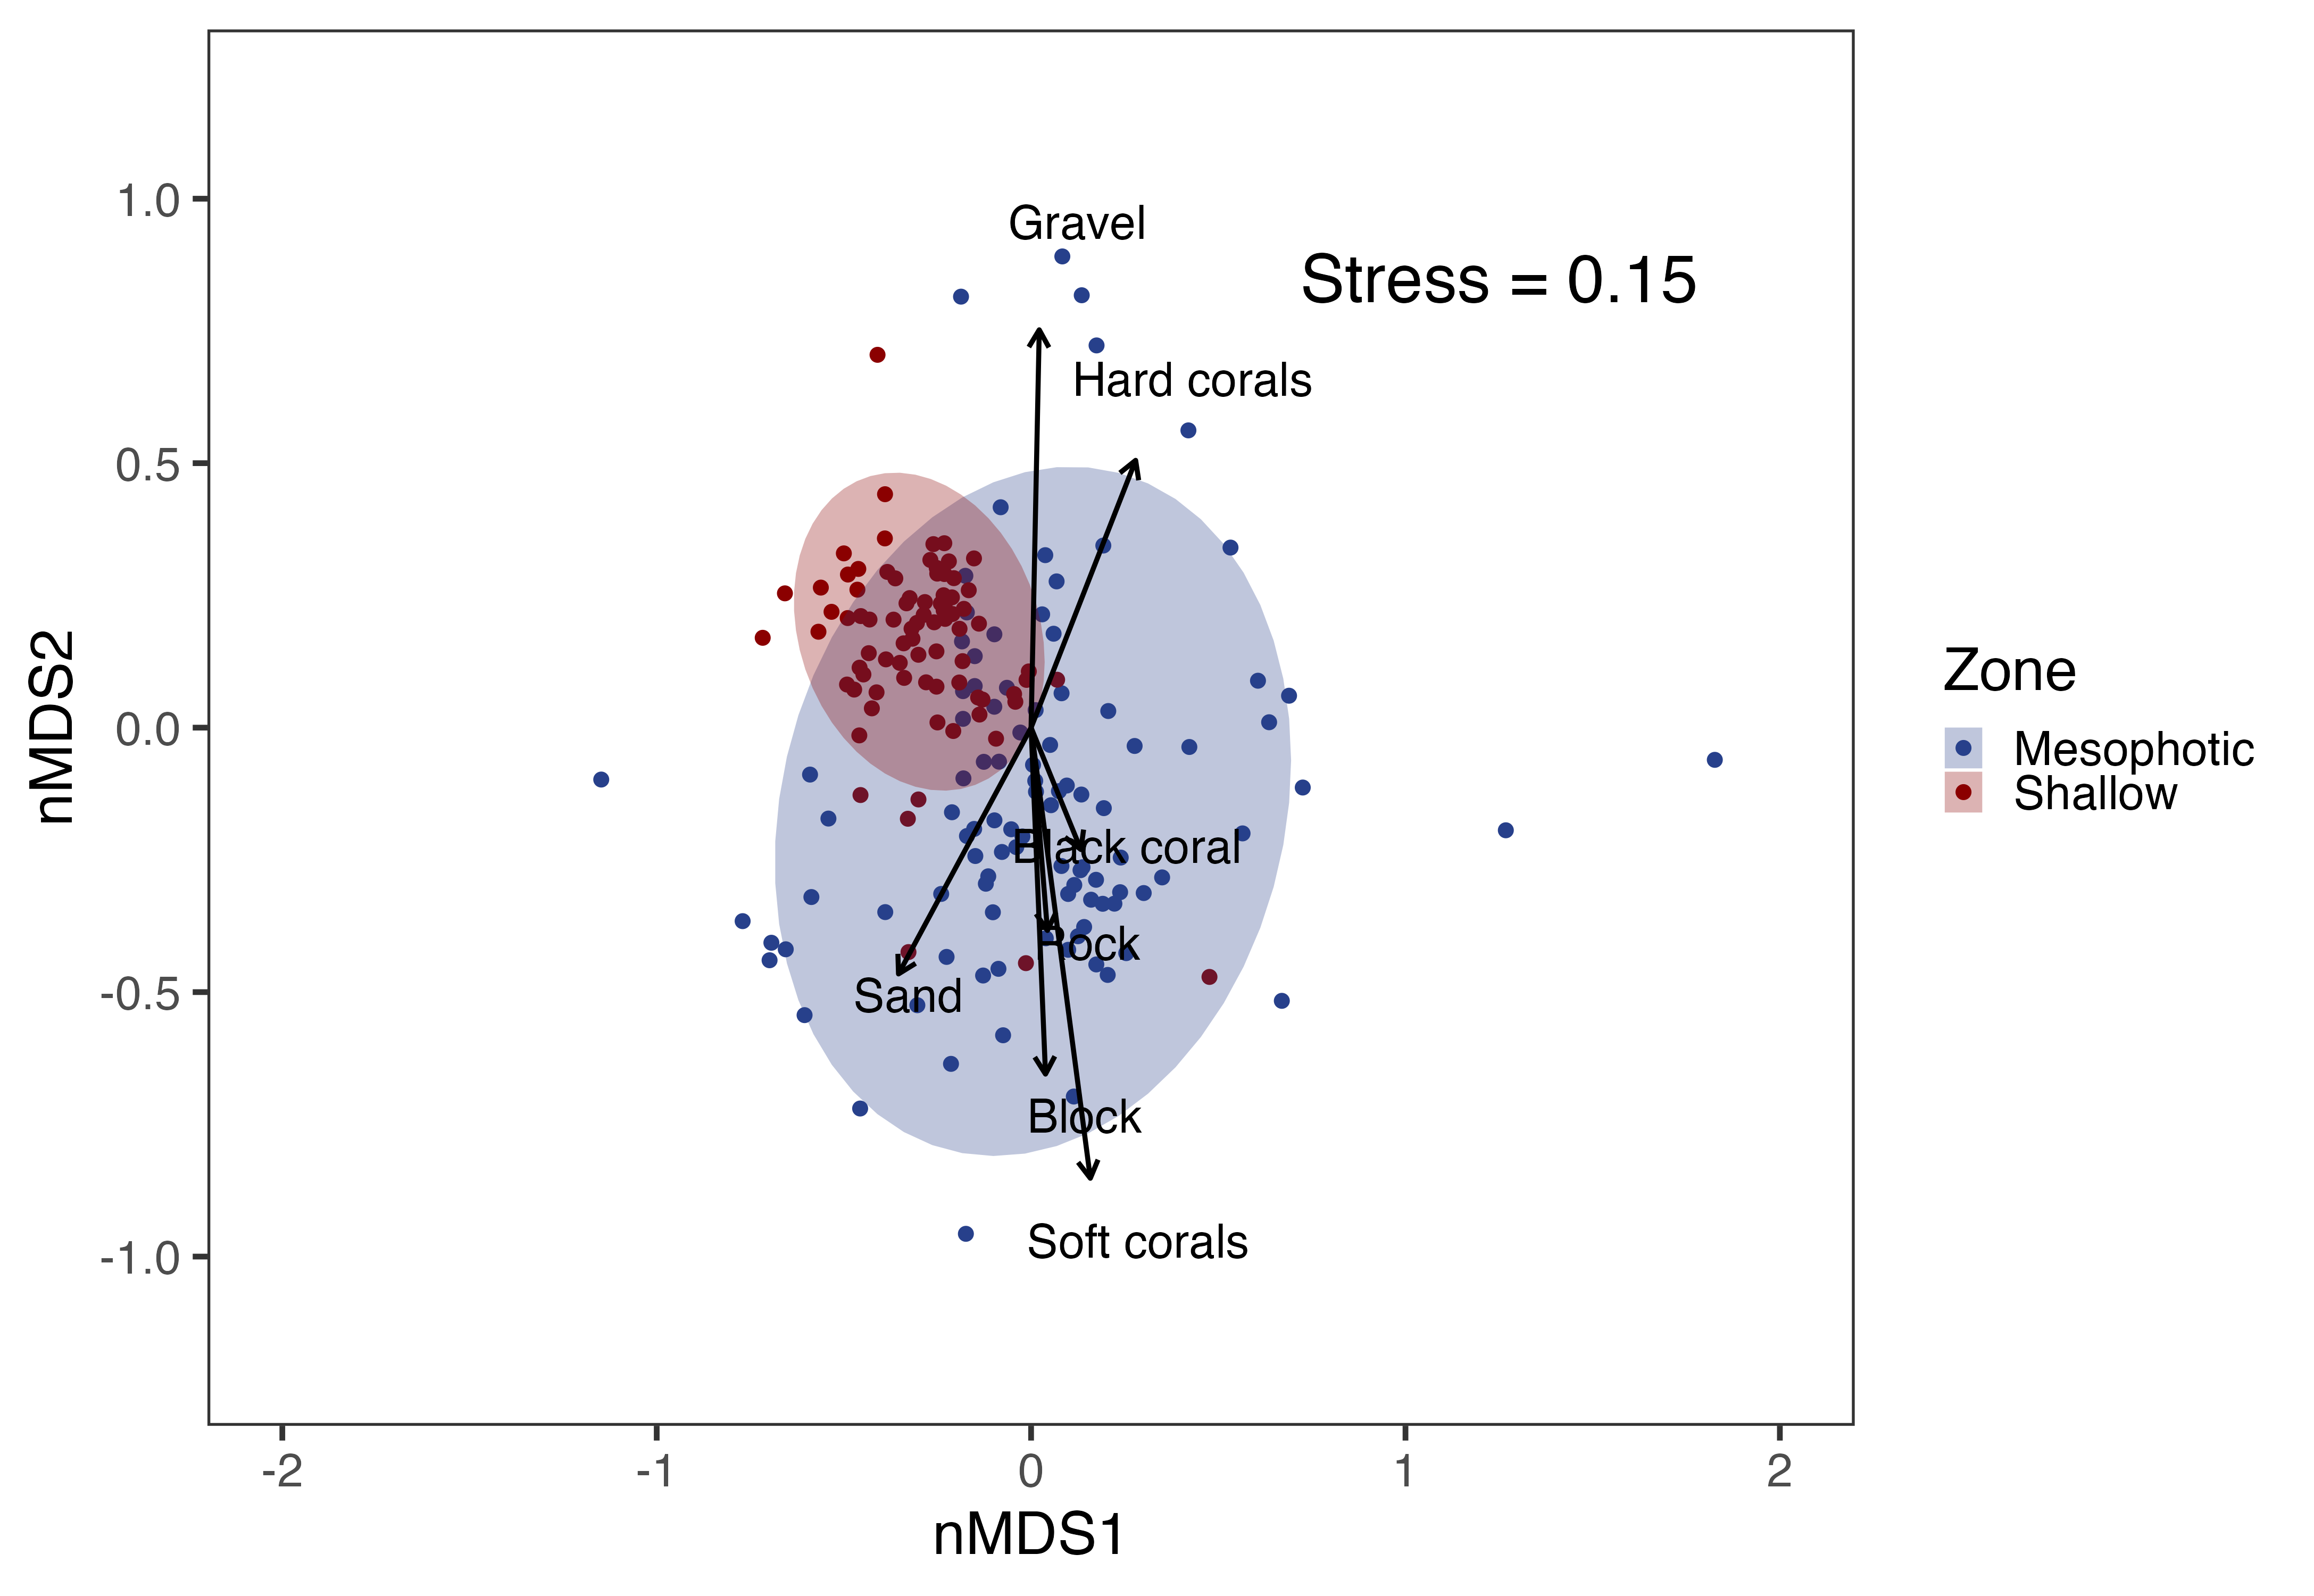 Gravel
Stress = 0.15
Hard corals
Black coral
Sand
Block
Soft corals
1.0
0.5
0.0
-0.5
-1.0
nMDS2
-2
-1
0
1
2
nMDS1
Zone
Mesophotic
Shallow